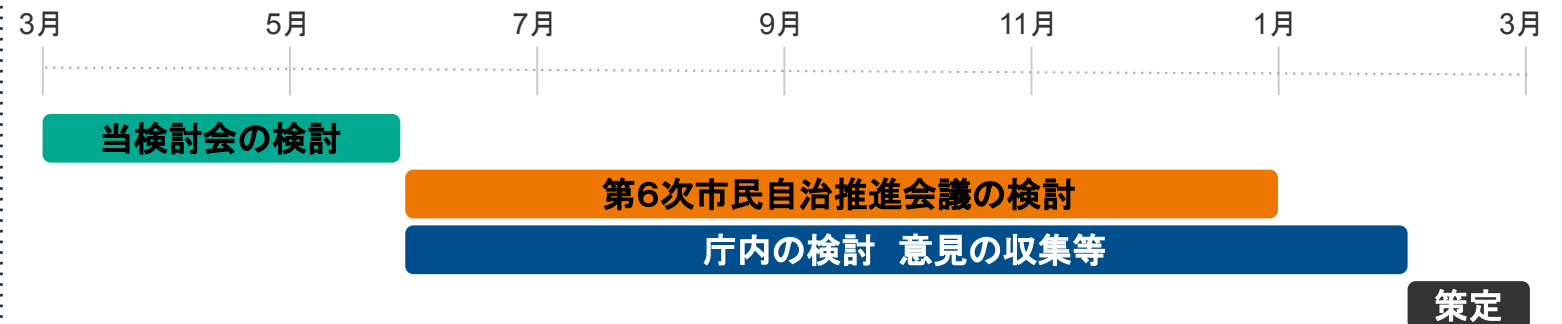 3月 5月 7月 9月 11月 1月 3月
当検討会の検討
第6次市民自治推進会議の検討
庁内の検討 意見の収集等
策定